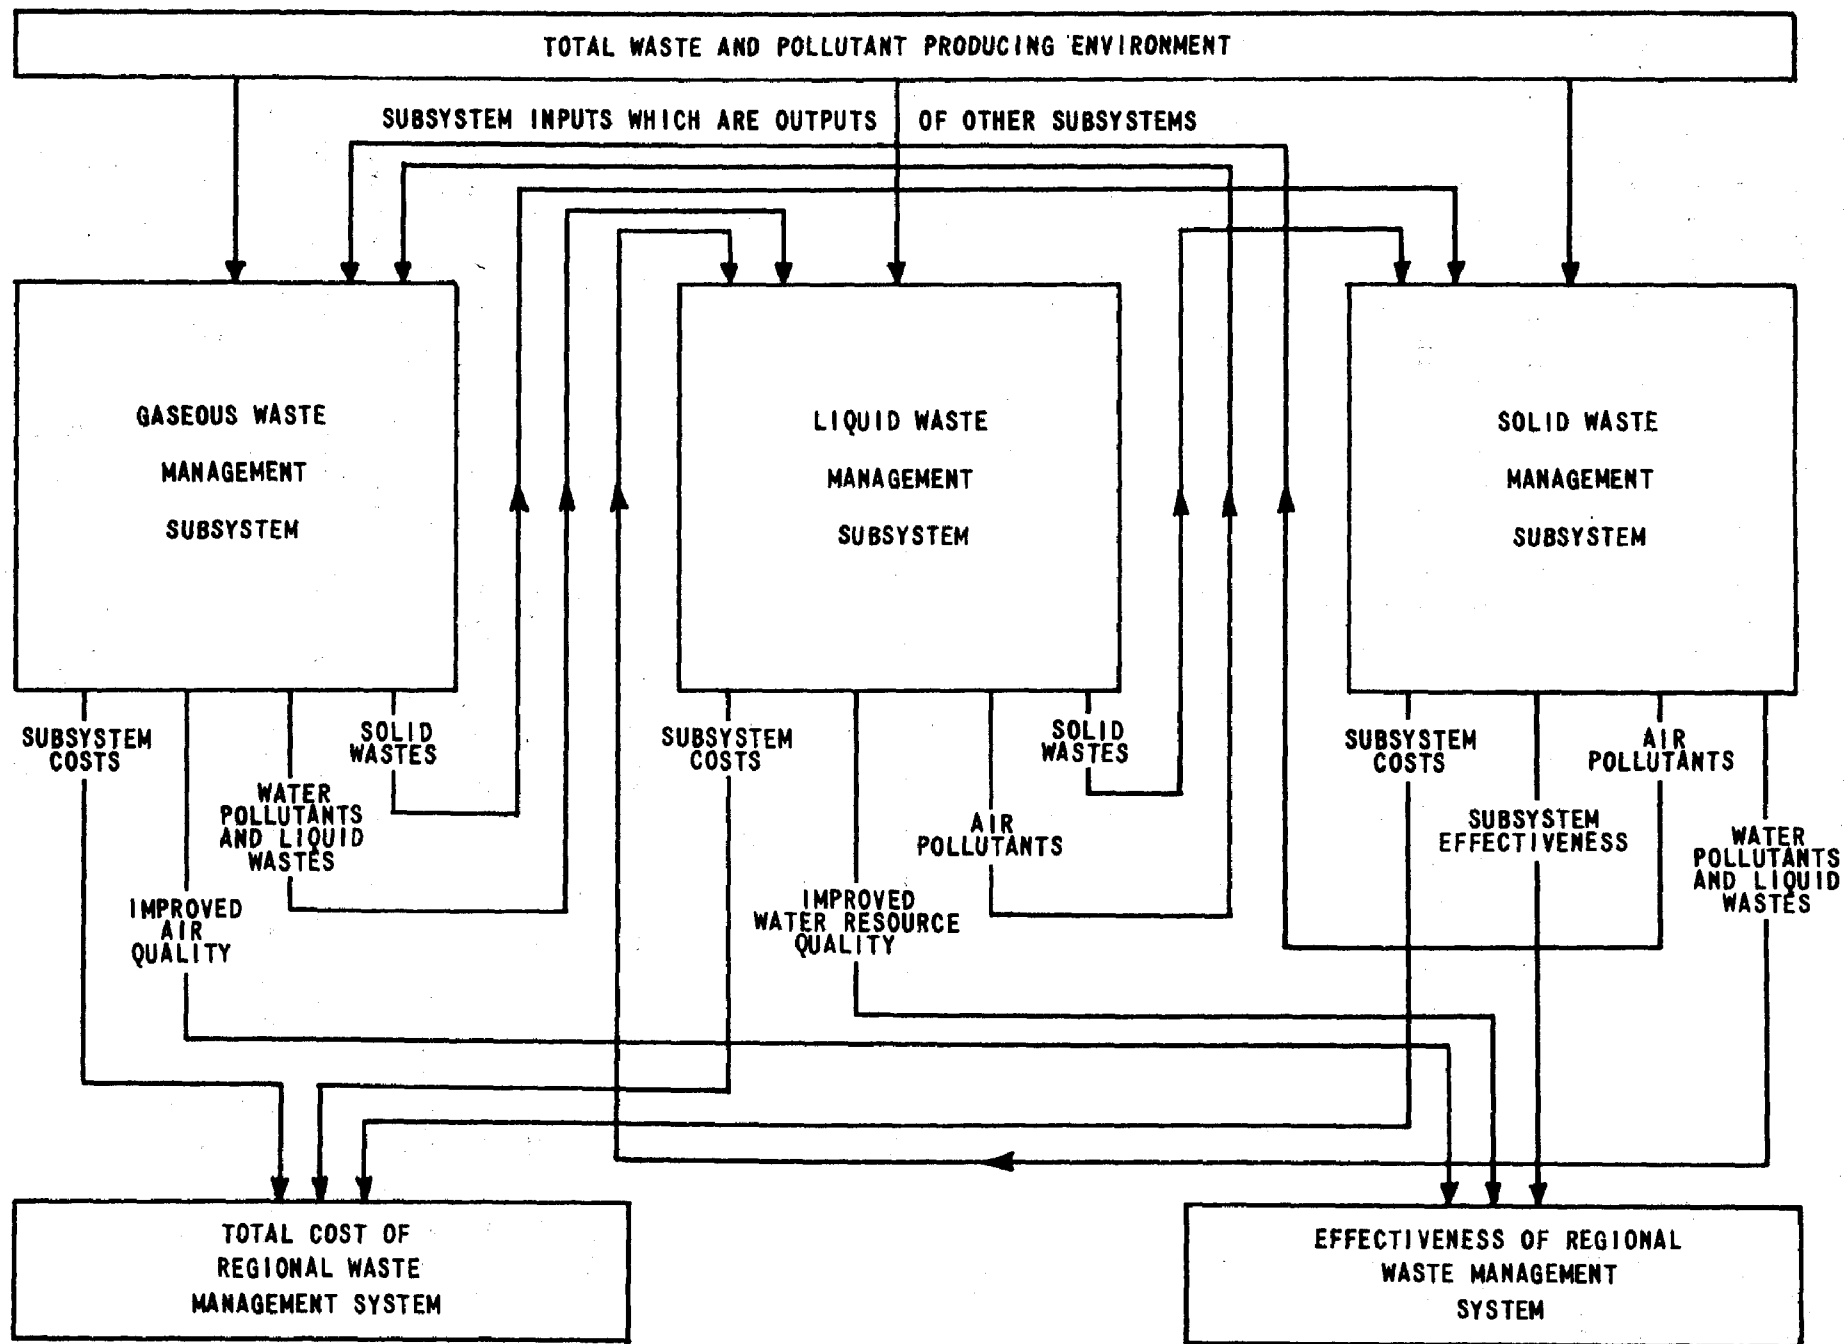 TOTAL WASTE AND POLLUTANT PRODUCING ENVIRONMENT
SUBSYSTEM INPUTS WHICH ARE OUTPUTS OF OTHER SUBSYSTEMS
GASEOUS WASTE
MANAGEMENT
SUBSYSTEM
LIQUID WASTE
MANAGEMENT
SUBSYSTEM
SOLID WASTE
MANAGEMENT
SUBSYSTEM
SUBSYSTEM
COSTS
IMPROVED
AIR
QUALITY
WATER
POLLUTANTS
AND LIQUID
WASTES
SOLID
WASTES
SUBSYSTEM
COSTS
IMPROVED
WATER RESOURCE
QUALITY
AIR
POLLUTANTS
SOLID
WASTES
SUBSYSTEM
COSTS
SUBSYSTEM
EFFECTIVENESS
AIR
POLLUTANTS
WATER
POLLUTANTS
AND LIQUID
WASTES
TOTAL COST OF
REGIONAL WASTE
MANAGEMENT SYSTEM
EFFECTIVENESS OF REGIONAL
WASTE MANAGEMENT
SYSTEM